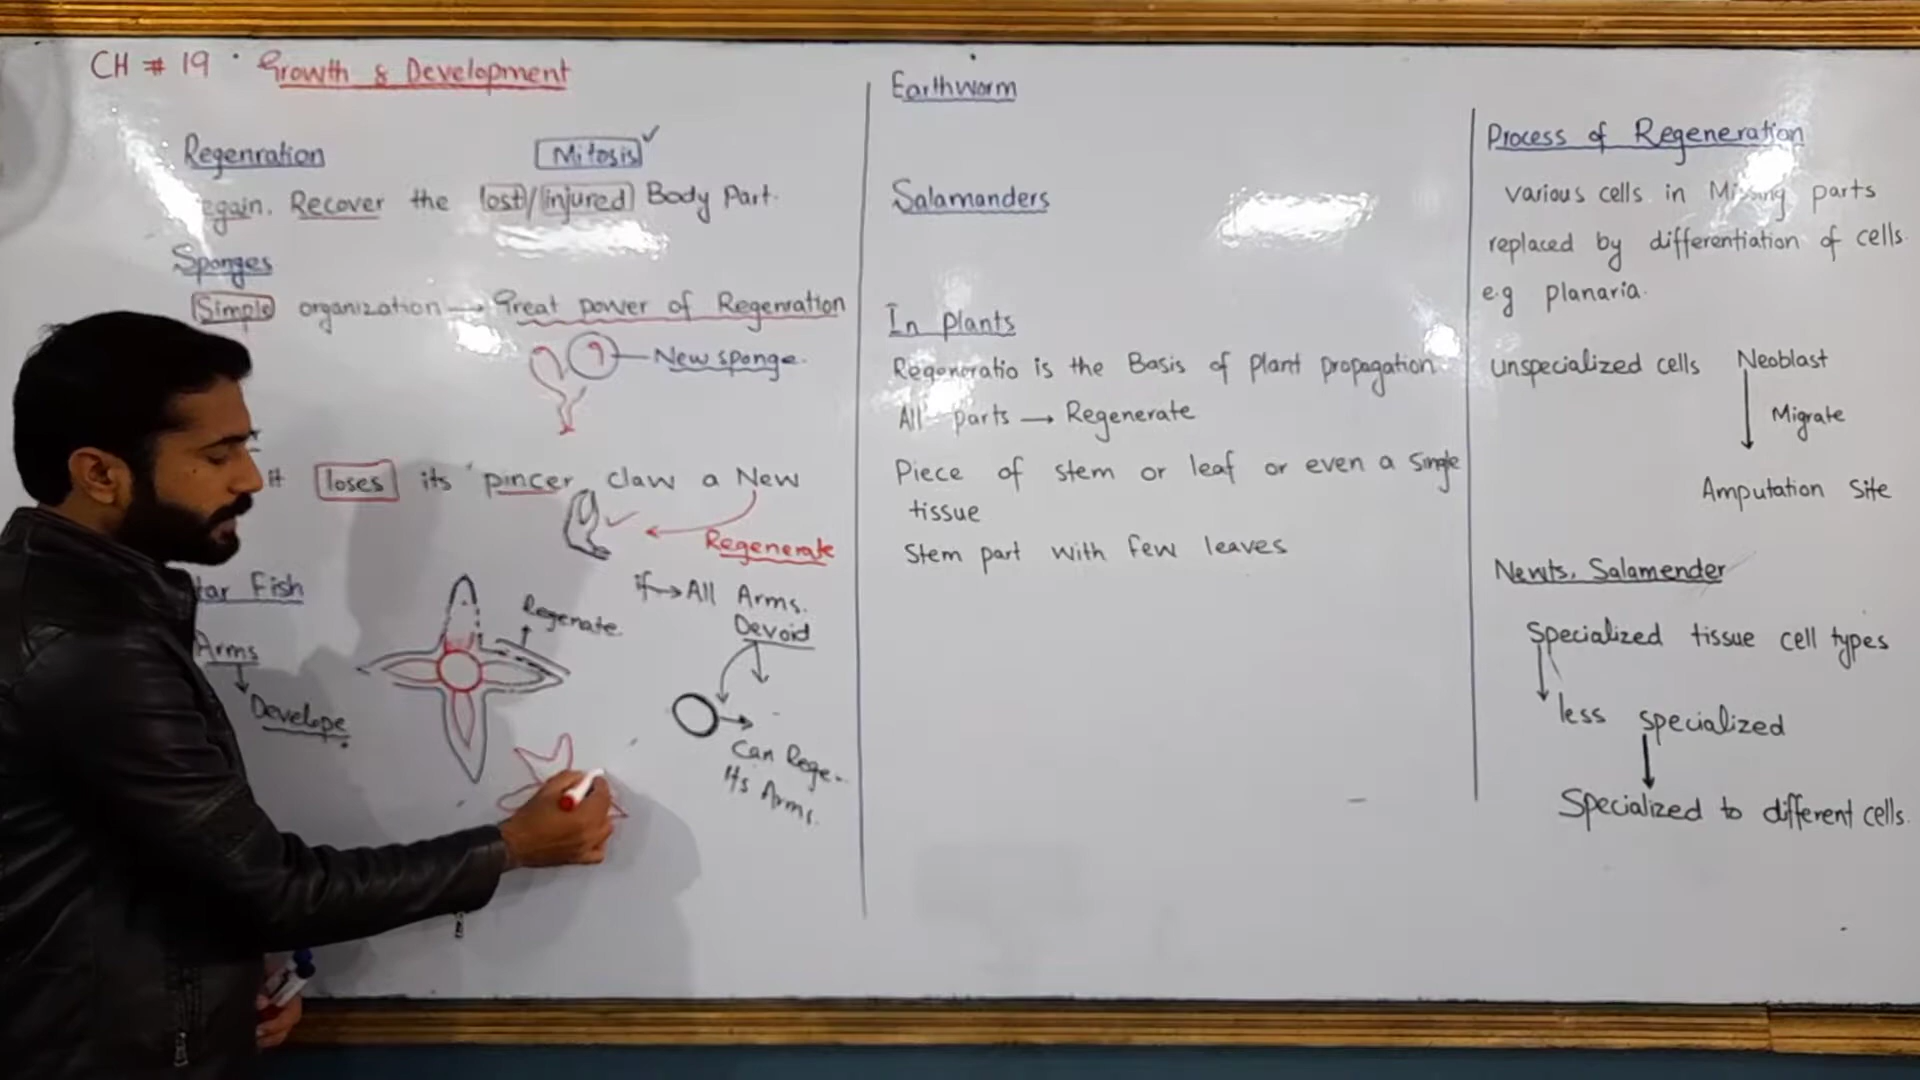 CH # 19 Growth & Development
Regenration Mitosis
egain. Recover the lost/injured Body Part.
Sponges
Simple organization → Great power of Regenration
New sponge.
it loses its pincer claw a New
Regenerate
tar Fish
Regenate
if → All Arms.
Devoid
Arms
Develope
Can Rege.
Its Arms.
Earthworm
Salamanders
In plants
Regeneratio is the Basis of plant propagation.
All parts → Regenerate
Piece of stem or leaf or even a single
tissue
Stem part with few leaves
Process of Regeneration
various cells in Missing parts
replaced by differentiation of cells.
e.g planaria.
unspecialized cells Neoblast
Migrate
Amputation Site
Newts, Salamender
Specialized tissue cell types
less specialized
Specialized to different cells.